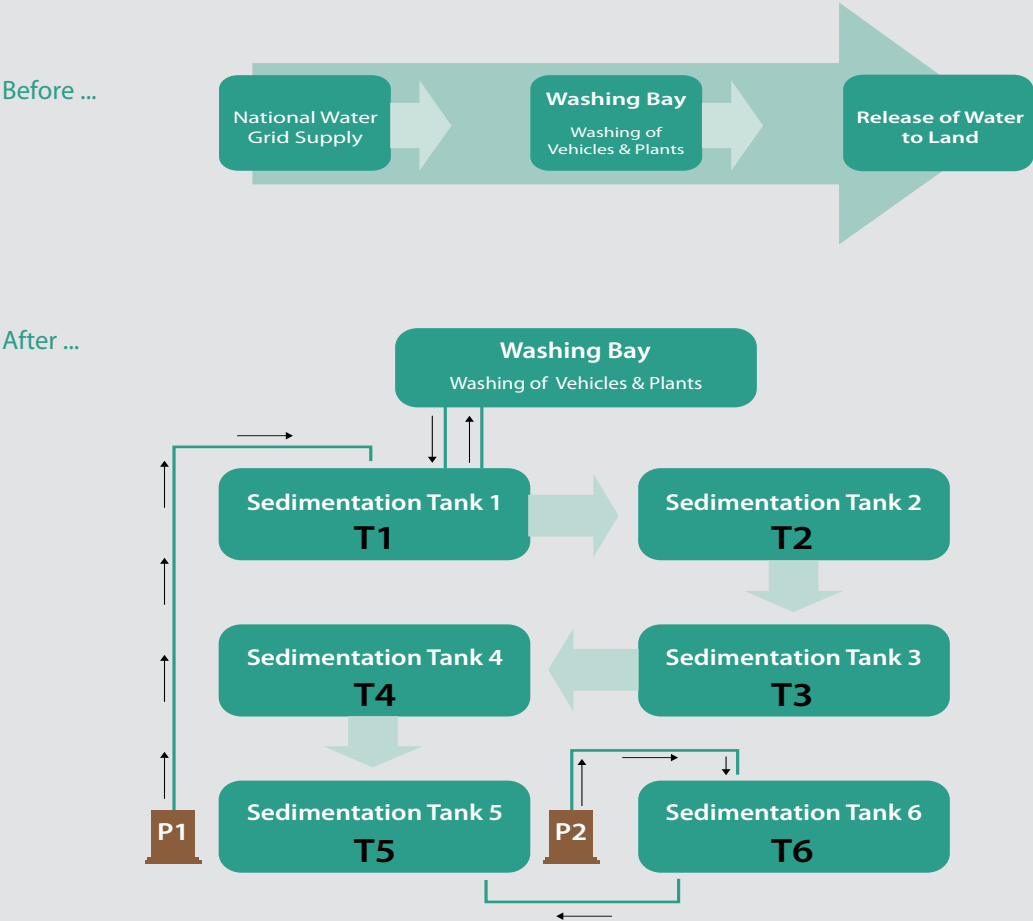 Before ...
National Water
Grid Supply
Washing Bay
Washing of
Vehicles & Plants
Release of Water
to Land
After ...
Washing Bay
Washing of Vehicles & Plants
Sedimentation Tank 1
T1
Sedimentation Tank 2
T2
Sedimentation Tank 4
T4
Sedimentation Tank 3
T3
P1
Sedimentation Tank 5
T5
P2
Sedimentation Tank 6
T6